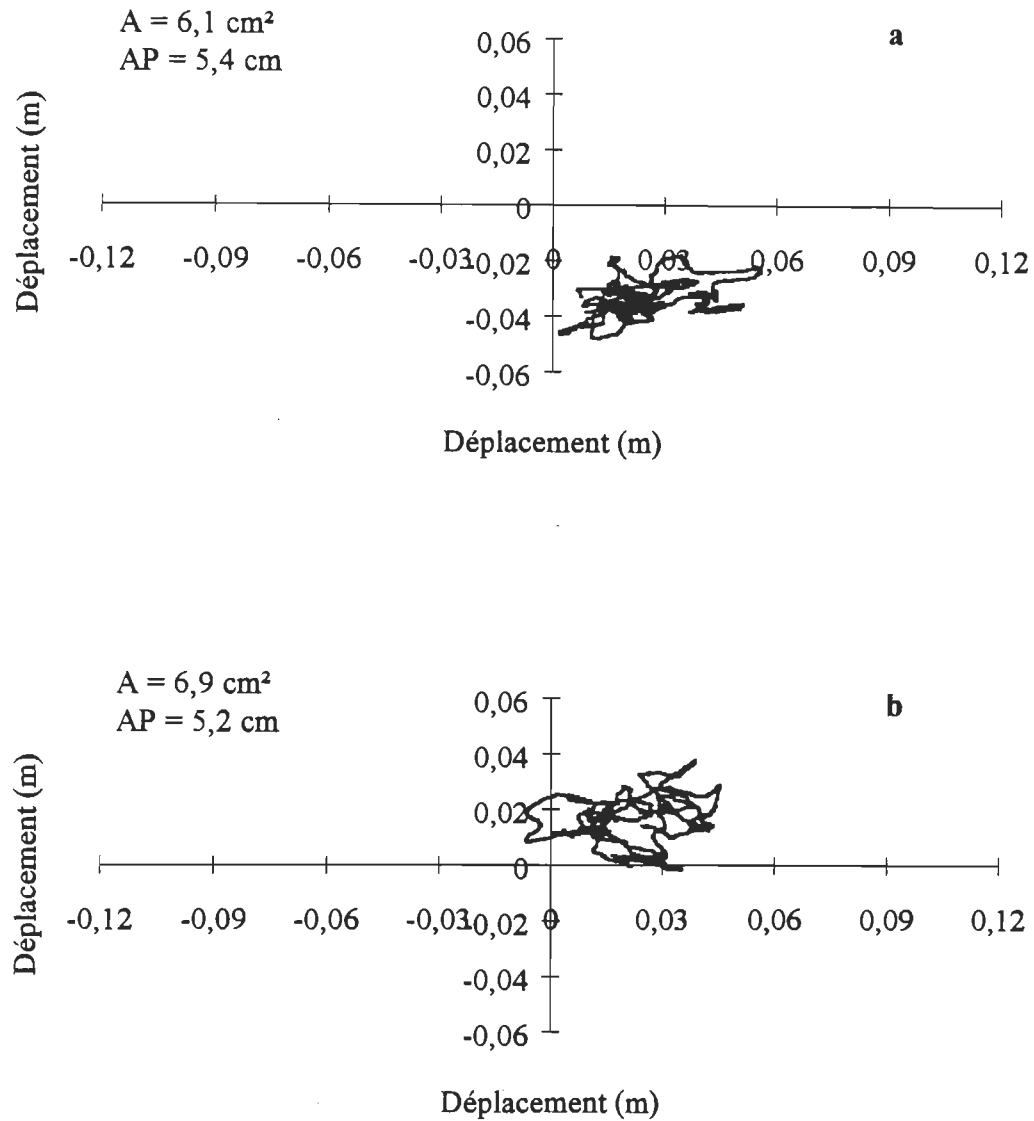 A = 6,1 cm²
AP = 5,4 cm
a
Déplacement (m)
0,06
0,04
0,02
0
-0,12 -0,09 -0,06 -0,03 0 0,03 0,06 0,09 0,12
-0,02
-0,04
-0,06
Déplacement (m)
A = 6,9 cm²
AP = 5,2 cm
b
Déplacement (m)
0,06
0,04
0,02
0
-0,12 -0,09 -0,06 -0,03 0 0,03 0,06 0,09 0,12
-0,02
-0,04
-0,06
Déplacement (m)